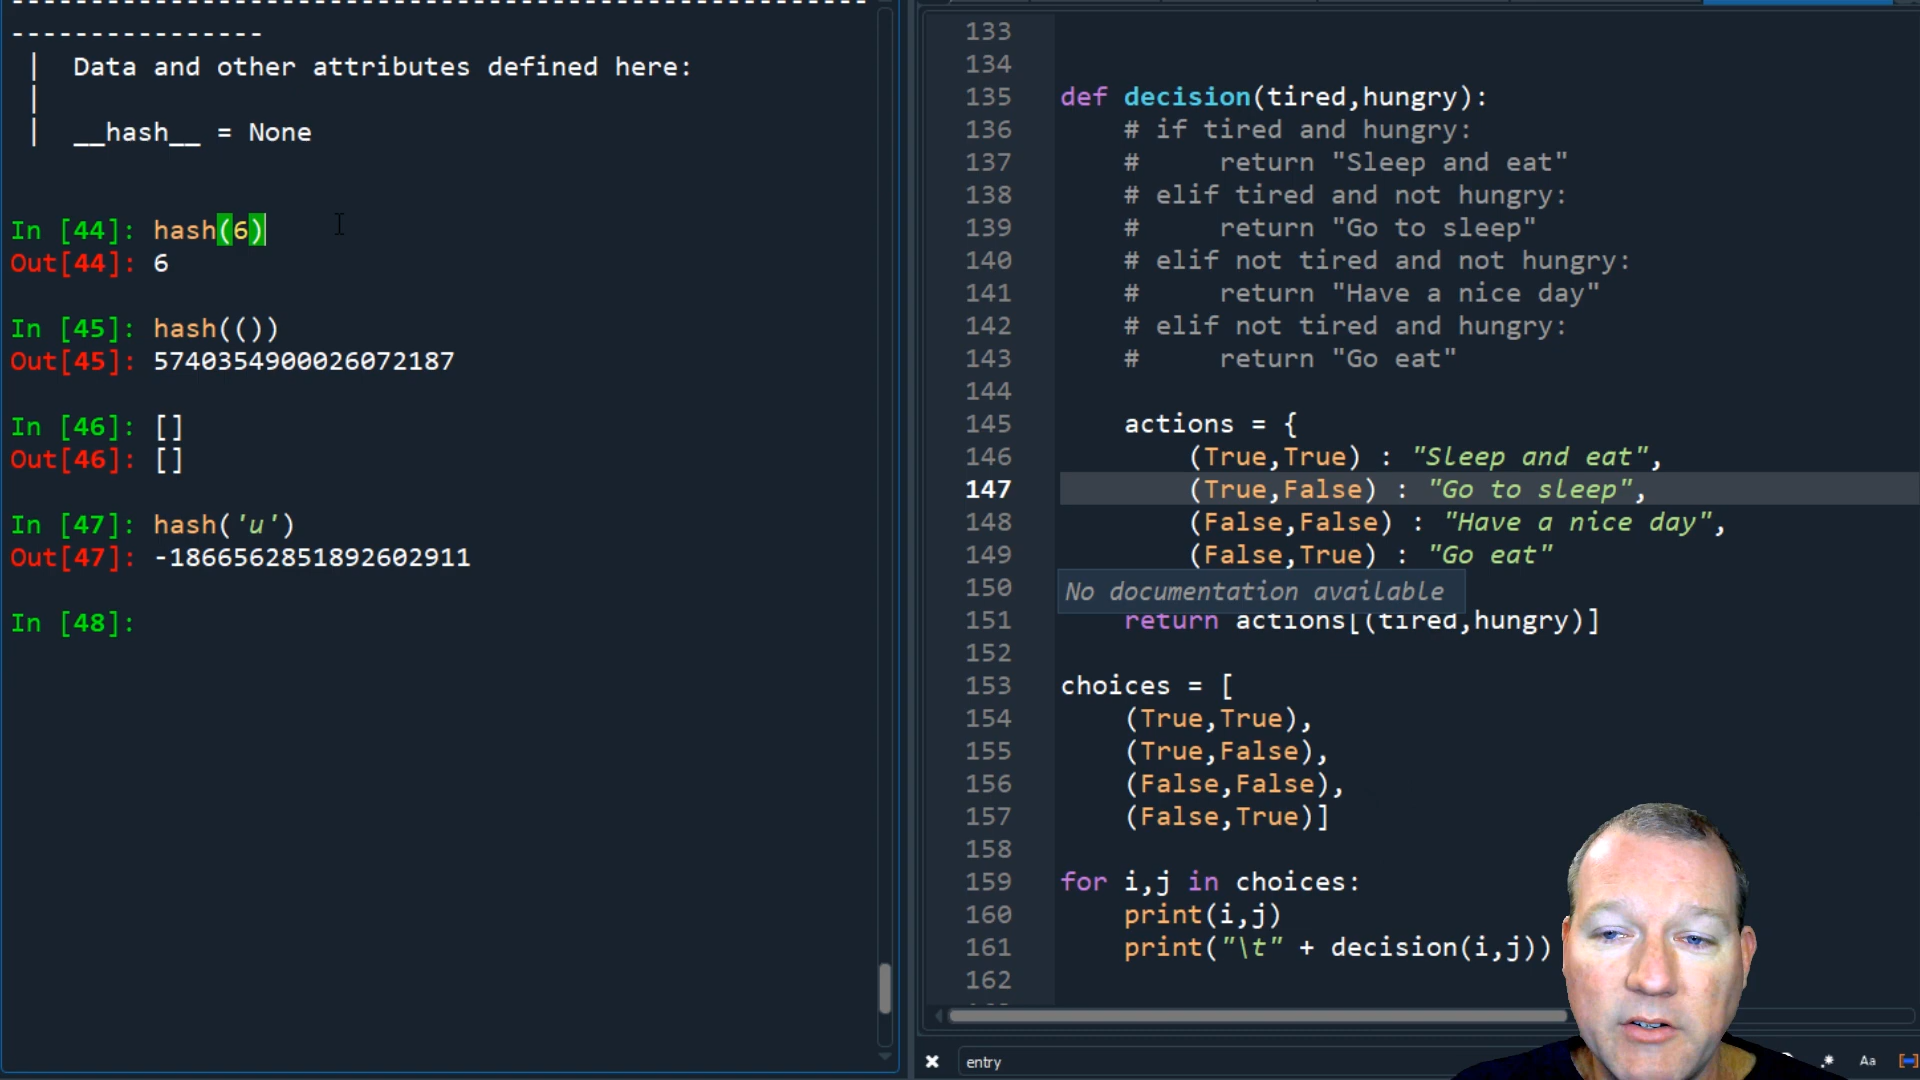 ----------------
|  Data and other attributes defined here:
|
|  __hash__ = None
In [44]: hash(6)
Out[44]: 6
In [45]: hash(())
Out[45]: 5740354900026072187
In [46]: []
Out[46]: []
In [47]: hash('u')
Out[47]: -1866562851892602911
In [48]:
133
134
135 def decision(tired,hungry):
136     # if tired and hungry:
137     #     return "Sleep and eat"
138     # elif tired and not hungry:
139     #     return "Go to sleep"
140     # elif not tired and not hungry:
141     #     return "Have a nice day"
142     # elif not tired and hungry:
143     #     return "Go eat"
144
145     actions = {
146         (True,True) : "Sleep and eat",
147         (True,False) : "Go to sleep",
148         (False,False) : "Have a nice day",
149         (False,True) : "Go eat"
150 No documentation available
151     return actions[(tired,hungry)]
152
153 choices = [
154     (True,True),
155     (True,False),
156     (False,False),
157     (False,True)]
158
159 for i,j in choices:
160     print(i,j)
161     print("\t" + decision(i,j))
162
entry
Aa